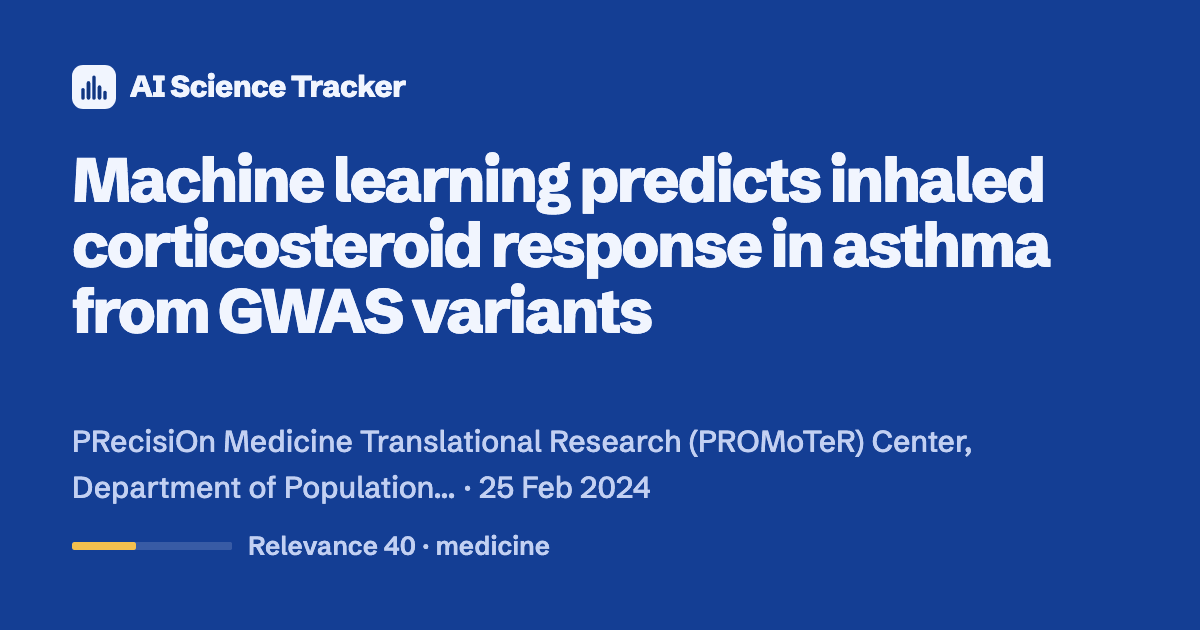 AI Science Tracker
Machine learning predicts inhaled
corticosteroid response in asthma
from GWAS variants
PRecisiOn Medicine Translational Research (PROMoTeR) Center,
Department of Population... · 25 Feb 2024
Relevance 40 · medicine